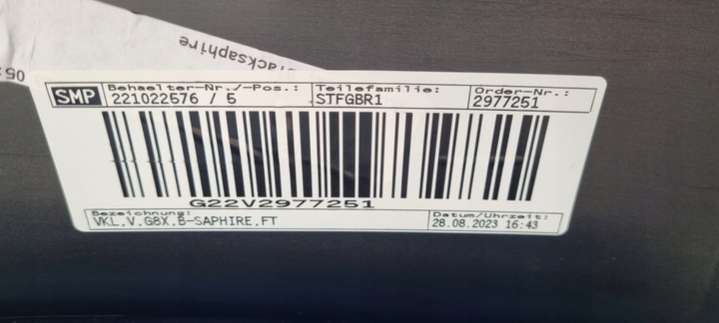 acksaphire
05
SMP
Behaelter-Nr./-Pos.: Teilefamilie: Order-Nr.:
221022576 / 5 STFGBR1 2977251
G22V2977251
Bezeichnung: Datum/Uhrzeit:
VKL.V.G8X.B-SAPHIRE.FT 28.08.2023 16:43